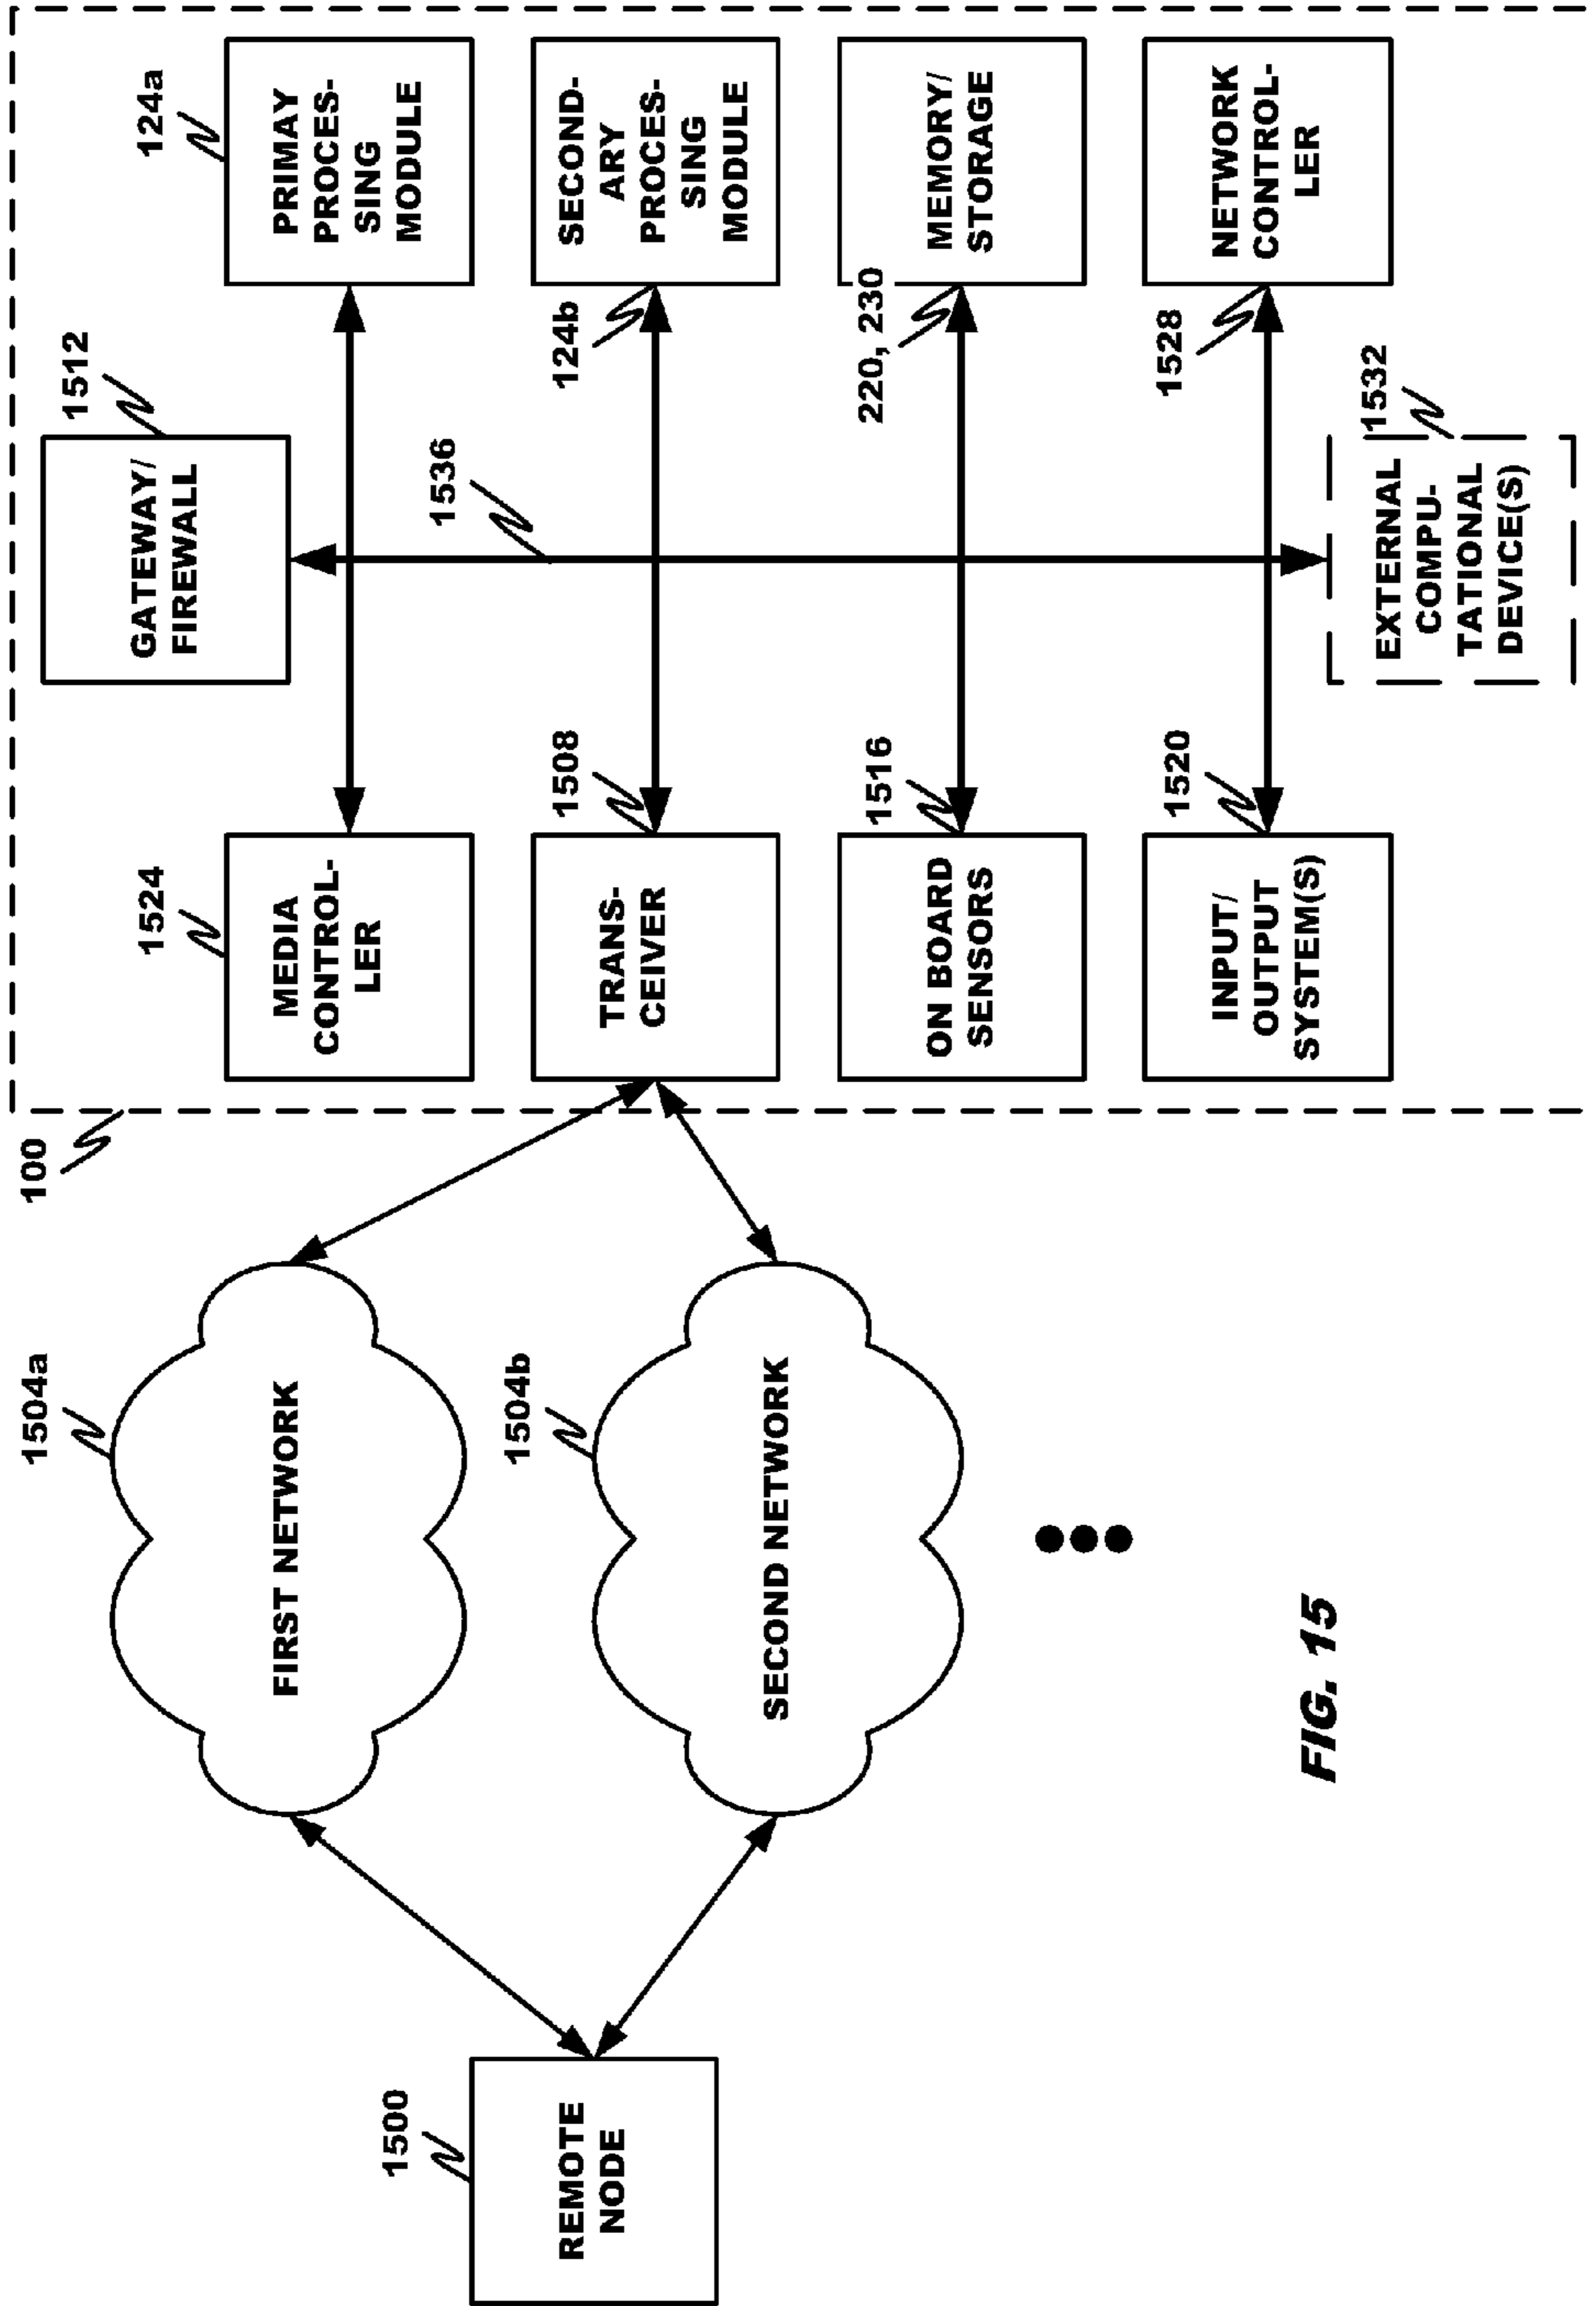 100
1512
GATEWAY/
FIREWALL
1524
MEDIA
CONTROL-
LER
124a
PRIMAY
PROCES-
SING
MODULE
1536
1508
TRANS-
CEIVER
124b
SECOND-
ARY
PROCES-
SING
MODULE
1516
ON BOARD
SENSORS
220, 230
MEMORY/
STORAGE
1520
INPUT/
OUTPUT
SYSTEM(S)
1528
NETWORK
CONTROL-
LER
1532
EXTERNAL
COMPU-
TATIONAL
DEVICE(S)
1504a
FIRST NETWORK
1504b
SECOND NETWORK
1500
REMOTE
NODE
FIG. 15